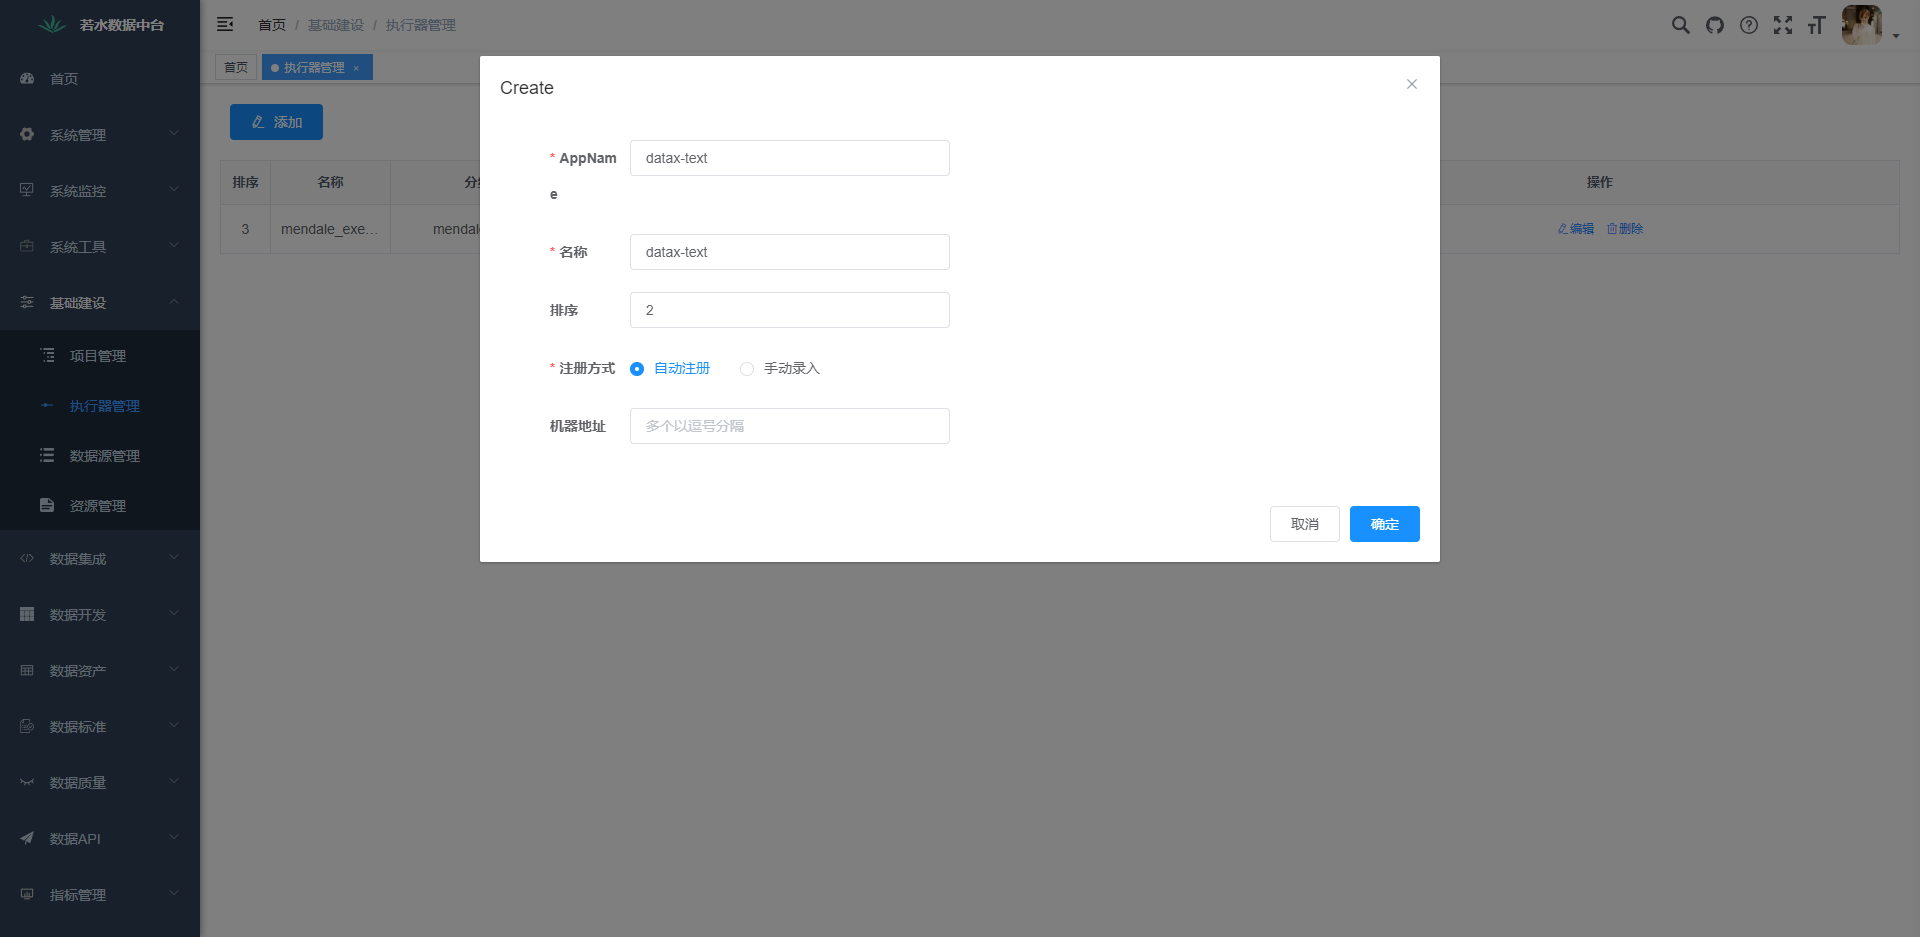 若水数据中台
首页 / 基础建设 / 执行器管理
首页
执行器管理 ×
首页
系统管理
系统监控
系统工具
基础建设
项目管理
执行器管理
数据源管理
资源管理
数据集成
数据开发
数据资产
数据标准
数据质量
数据API
指标管理
添加
排序 名称 操作
3 mendale_exe... mendal 编辑 删除
Create
* AppNam
e
datax-text
* 名称 datax-text
排序 2
* 注册方式 自动注册 手动录入
机器地址 多个以逗号分隔
取消 确定